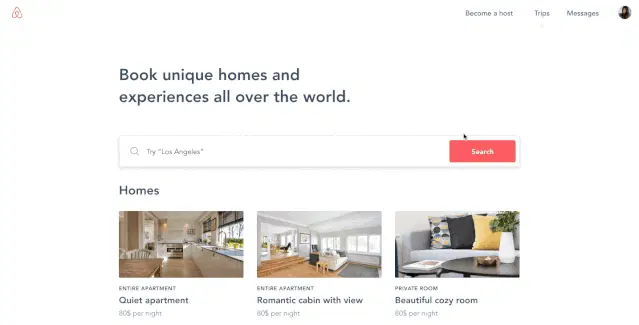 Become a host Trips Messages
Book unique homes and
experiences all over the world.
Try “Los Angeles” Search
Homes
ENTIRE APARTMENT ENTIRE APARTMENT PRIVATE ROOM
Quiet apartment Romantic cabin with view Beautiful cozy room
80$ per night 60$ per night 60$ per night